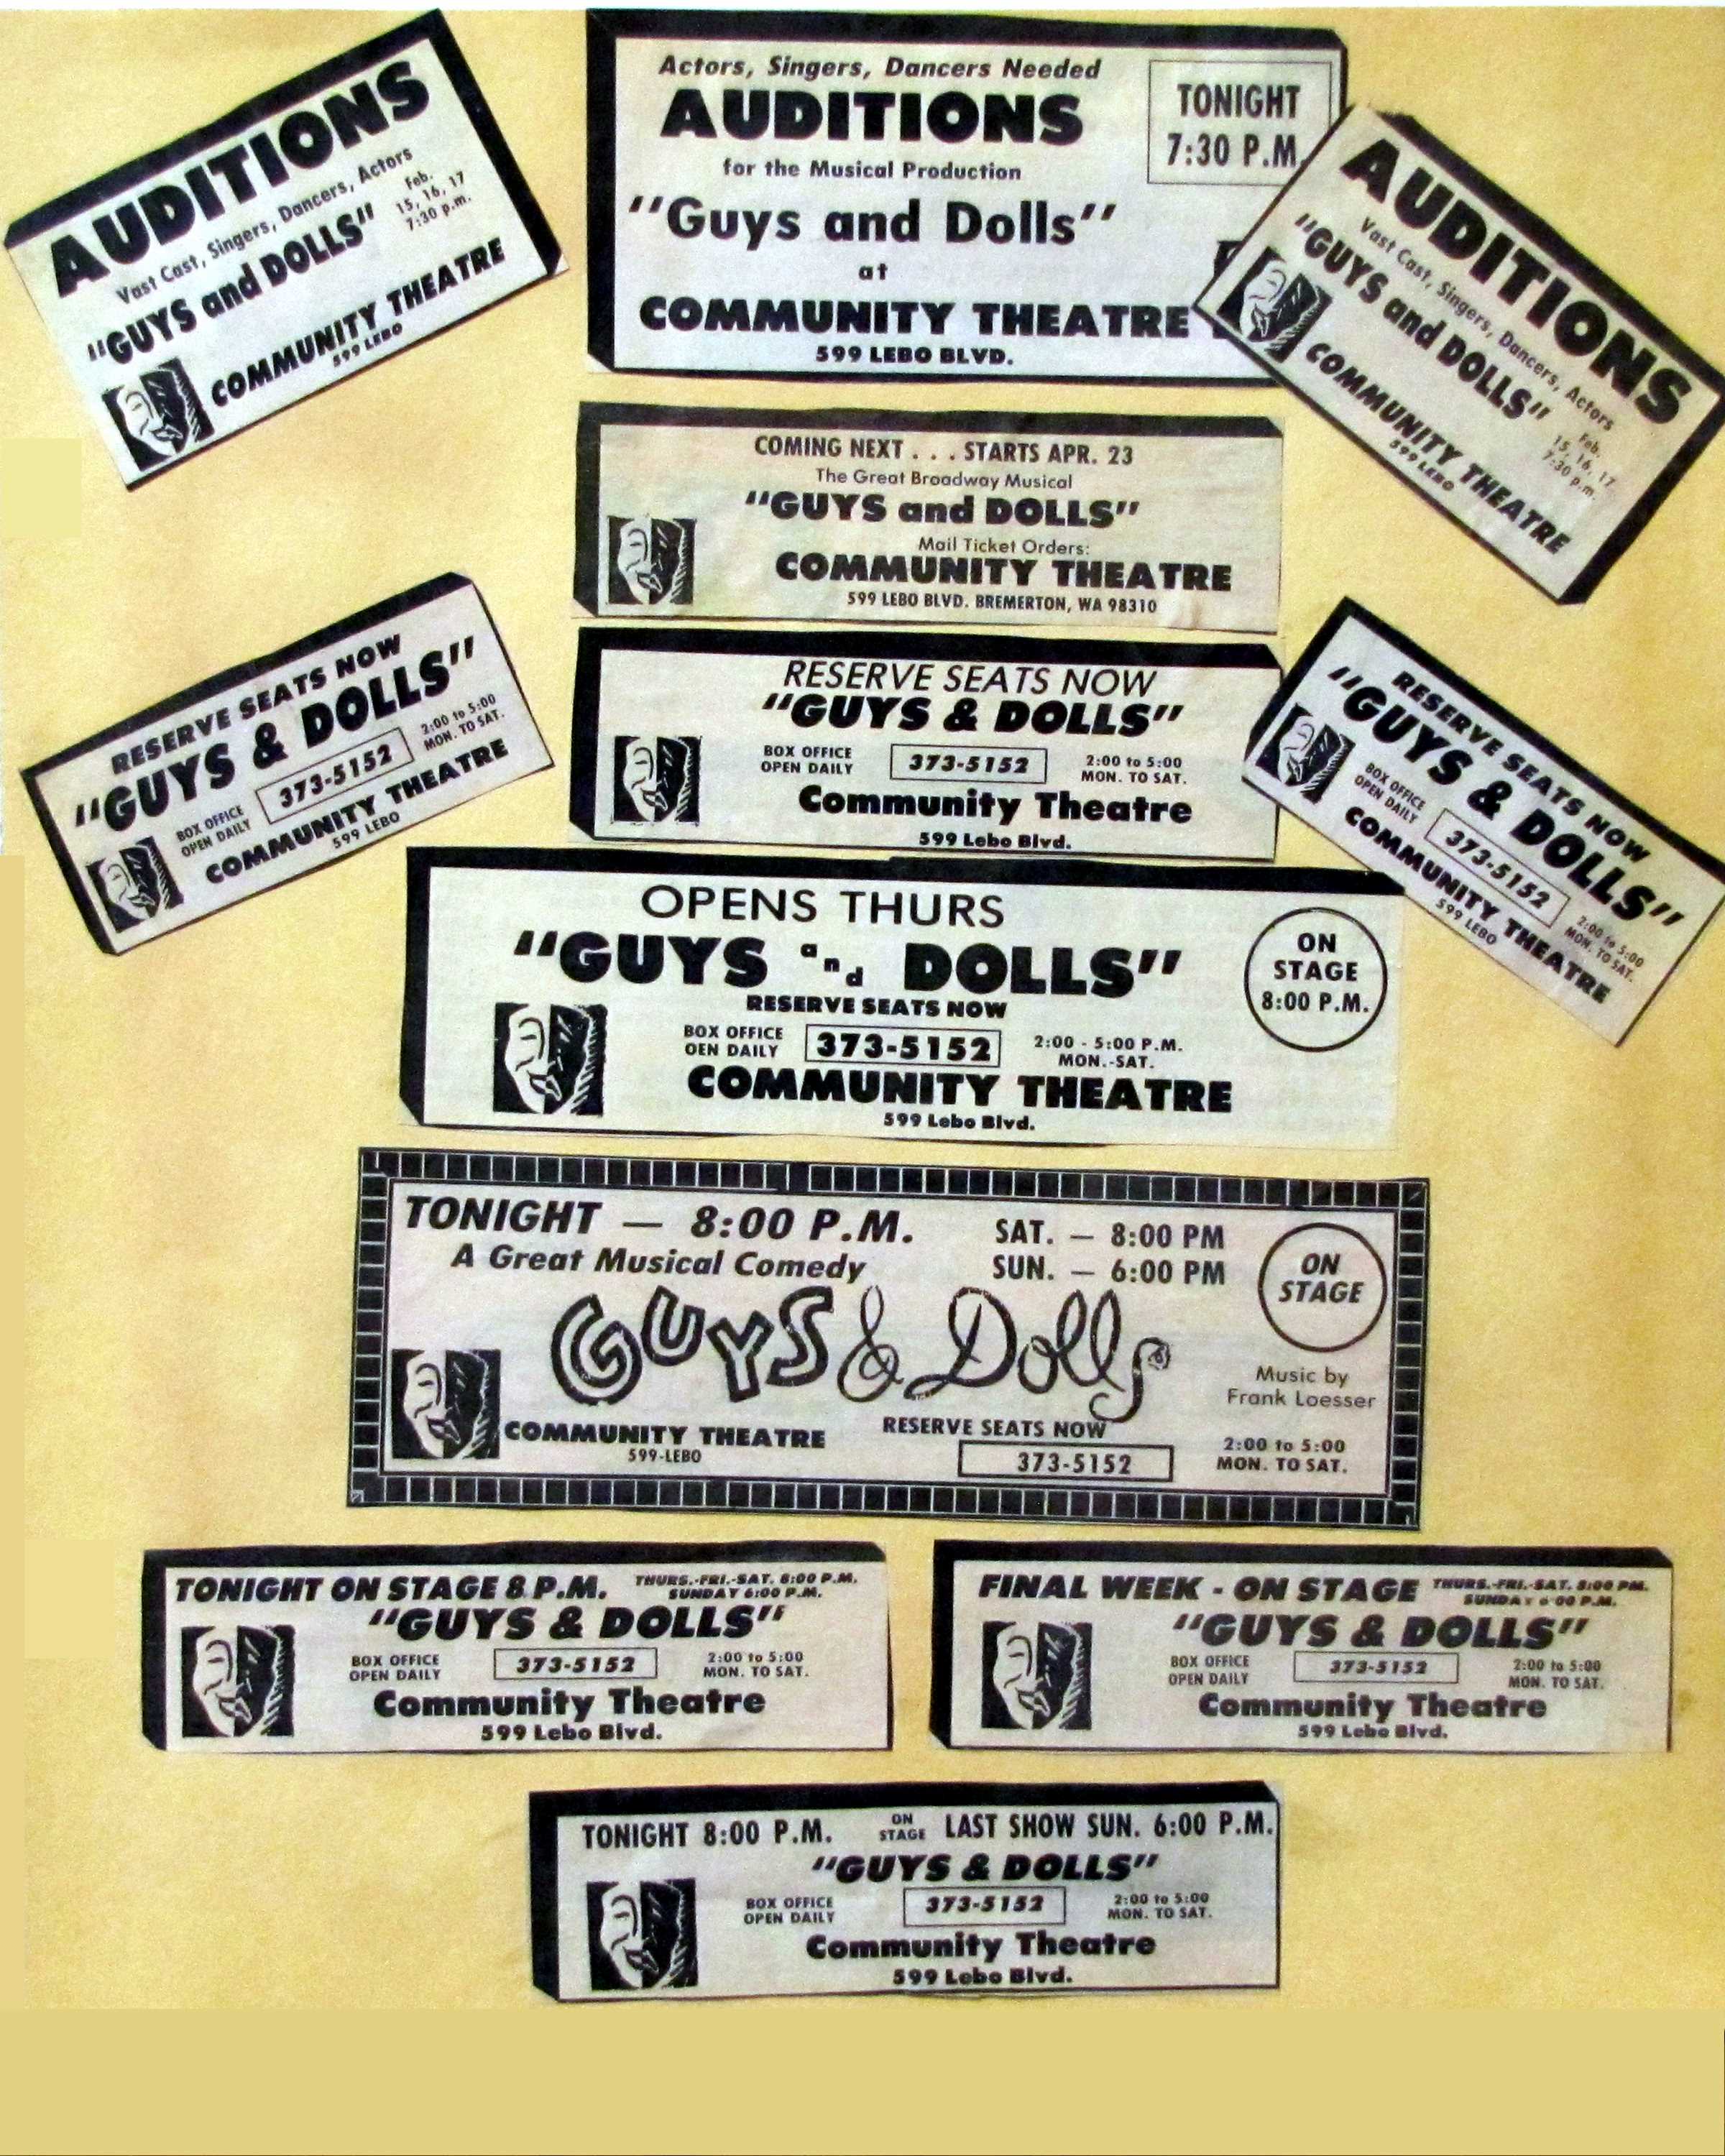 AUDITIONS
Vast Cast, Singers, Dancers, Actors
"GUYS and DOLLS"
Feb.
15, 16, 17
7:30 p.m.
COMMUNITY THEATRE
599 LEBO
Actors, Singers, Dancers Needed
AUDITIONS
for the Musical Production
"Guys and Dolls"
at
COMMUNITY THEATRE
599 LEBO BLVD.
TONIGHT
7:30 P.M.
AUDITIONS
Vast Cast, Singers, Dancers, Actors
"GUYS and DOLLS"
Feb.
15, 16, 17
7:30 p.m.
COMMUNITY THEATRE
599 LEBO
COMING NEXT . . . STARTS APR. 23
The Great Broadway Musical
"GUYS and DOLLS"
Mail Ticket Orders:
COMMUNITY THEATRE
599 LEBO BLVD. BREMERTON, WA 98310
RESERVE SEATS NOW
"GUYS & DOLLS"
BOX OFFICE
OPEN DAILY
373-5152
2:00 to 5:00
MON. TO SAT.
COMMUNITY THEATRE
599 LEBO
RESERVE SEATS NOW
"GUYS & DOLLS"
BOX OFFICE
OPEN DAILY
373-5152
2:00 to 5:00
MON. TO SAT.
Community Theatre
599 Lebo Blvd.
RESERVE SEATS NOW
"GUYS & DOLLS"
BOX OFFICE
OPEN DAILY
373-5152
2:00 to 5:00
MON. TO SAT.
COMMUNITY THEATRE
599 LEBO
OPENS THURS
"GUYS and DOLLS"
RESERVE SEATS NOW
BOX OFFICE
OEN DAILY
373-5152
2:00 - 5:00 P.M.
MON.-SAT.
COMMUNITY THEATRE
599 Lebo Blvd.
ON
STAGE
8:00 P.M.
TONIGHT — 8:00 P.M.
A Great Musical Comedy
SAT. — 8:00 PM
SUN. — 6:00 PM
ON
STAGE
GUYS & Dolls
Music by
Frank Loesser
COMMUNITY THEATRE
599-LEBO
RESERVE SEATS NOW
373-5152
2:00 to 5:00
MON. TO SAT.
TONIGHT ON STAGE 8 P.M.
THURS.-FRI.-SAT. 8:00 P.M.
SUNDAY 6:00 P.M.
"GUYS & DOLLS"
BOX OFFICE
OPEN DAILY
373-5152
2:00 to 5:00
MON. TO SAT.
Community Theatre
599 Lebo Blvd.
FINAL WEEK - ON STAGE
THURS.-FRI.-SAT. 8:00 PM.
SUNDAY 6:00 P.M.
"GUYS & DOLLS"
BOX OFFICE
OPEN DAILY
373-5152
2:00 to 5:00
MON. TO SAT.
Community Theatre
599 Lebo Blvd.
TONIGHT 8:00 P.M.
ON
STAGE
LAST SHOW SUN. 6:00 P.M.
"GUYS & DOLLS"
BOX OFFICE
OPEN DAILY
373-5152
2:00 to 5:00
MON. TO SAT.
Community Theatre
599 Lebo Blvd.